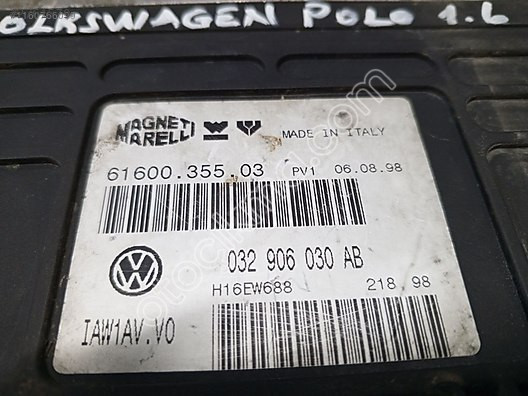 OLKSWAGEN POLO 1.6
MAGNETI
MARELLI
MADE IN ITALY
61600.355.03 PV1 06.08.98
032 906 030 AB
H16EW688 218 98
IAW1AV.V0